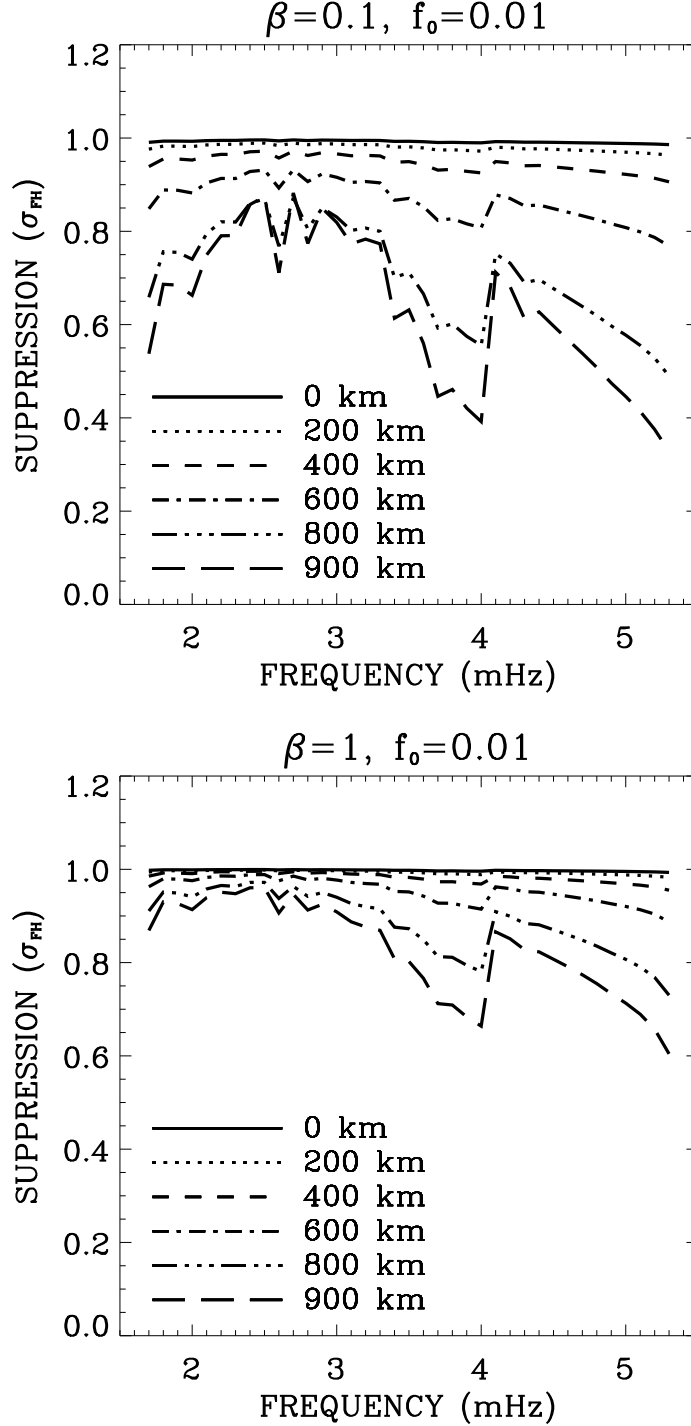 β=0.1, f₀=0.01
1.2
1.0
0.8
0.6
0.4
0.2
0.0
SUPPRESSION (σ_FH)
0 km
200 km
400 km
600 km
800 km
900 km
2 3 4 5
FREQUENCY (mHz)
β=1, f₀=0.01
1.2
1.0
0.8
0.6
0.4
0.2
0.0
SUPPRESSION (σ_FH)
0 km
200 km
400 km
600 km
800 km
900 km
2 3 4 5
FREQUENCY (mHz)